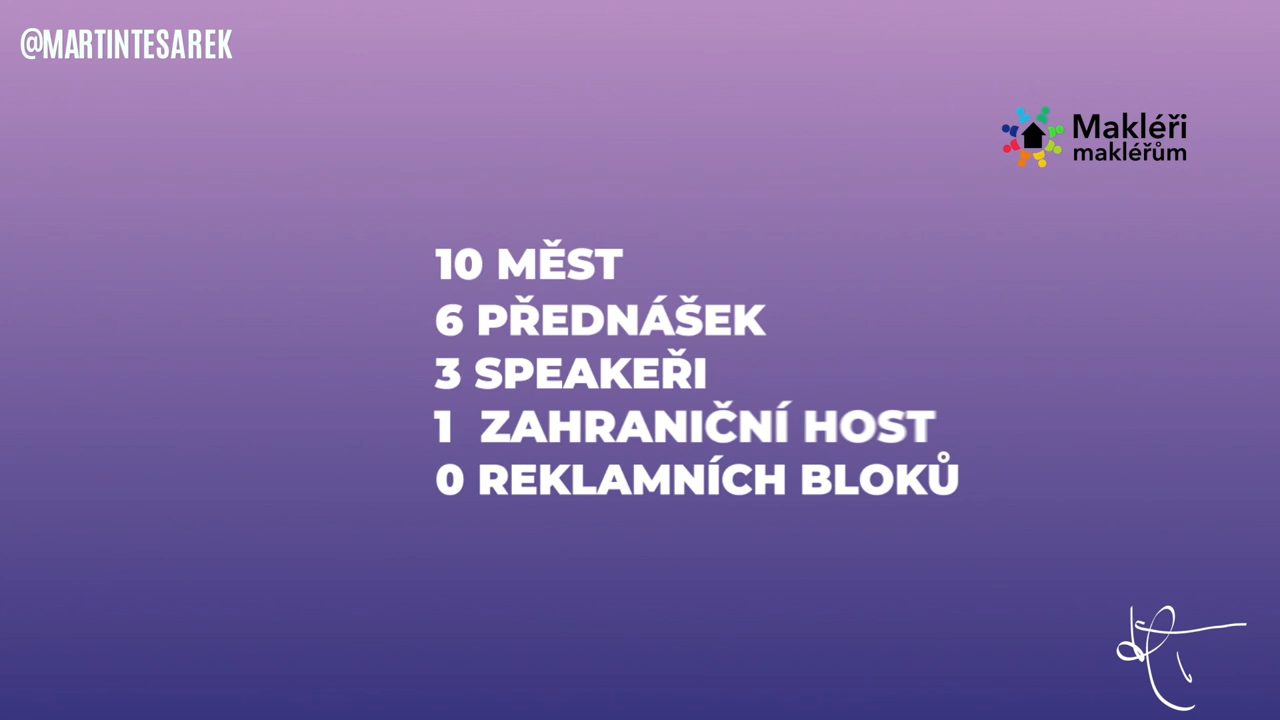 @MARTINTESAREK
Makléři
makléřům
10 MĚST
6 PŘEDNÁŠEK
3 SPEAKEŘI
1 ZAHRANIČNÍ HOST
0 REKLAMNÍCH BLOKŮ